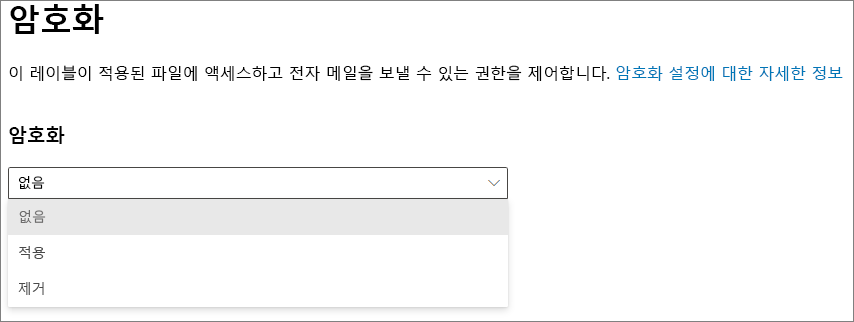 암호화
이 레이블이 적용된 파일에 액세스하고 전자 메일을 보낼 수 있는 권한을 제어합니다. 암호화 설정에 대한 자세한 정보
암호화
없음
없음
적용
제거